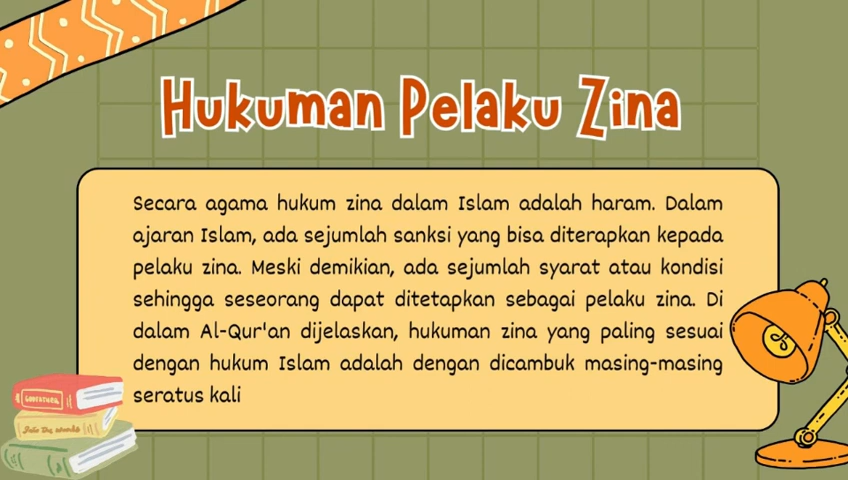 Hukuman Pelaku Zina
Secara agama hukum zina dalam Islam adalah haram. Dalam
ajaran Islam, ada sejumlah sanksi yang bisa diterapkan kepada
pelaku zina. Meski demikian, ada sejumlah syarat atau kondisi
sehingga seseorang dapat ditetapkan sebagai pelaku zina. Di
dalam Al-Qur'an dijelaskan, hukuman zina yang paling sesuai
dengan hukum Islam adalah dengan dicambuk masing-masing
seratus kali